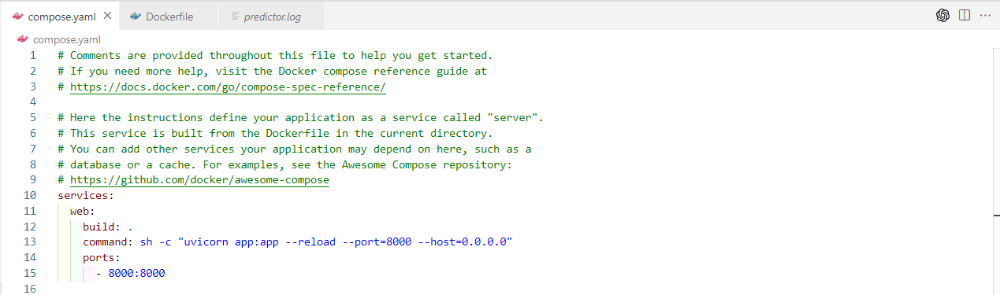 compose.yaml
Dockerfile
predictor.log
compose.yaml
1 # Comments are provided throughout this file to help you get started.
2 # If you need more help, visit the Docker compose reference guide at
3 # https://docs.docker.com/go/compose-spec-reference/
4
5 # Here the instructions define your application as a service called "server".
6 # This service is built from the Dockerfile in the current directory.
7 # You can add other services your application may depend on here, such as a
8 # database or a cache. For examples, see the Awesome Compose repository:
9 # https://github.com/docker/awesome-compose
10 services:
11   web:
12     build: .
13     command: sh -c "uvicorn app:app --reload --port=8000 --host=0.0.0.0"
14     ports:
15       - 8000:8000
16